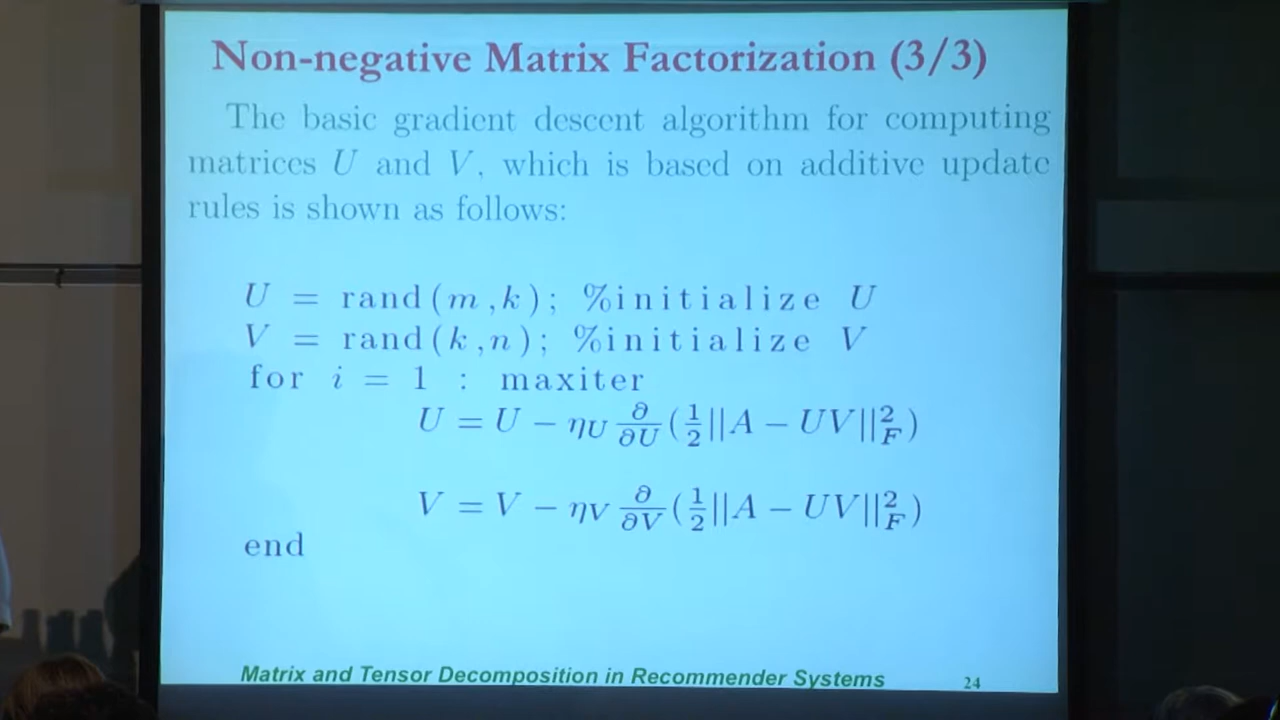 Non-negative Matrix Factorization (3/3)
The basic gradient descent algorithm for computing
matrices U and V, which is based on additive update
rules is shown as follows:
U = rand(m,k); %initialize U
V = rand(k,n); %initialize V
for i = 1 : maxiter
U = U − ηU ∂/∂U (1/2||A − UV||²_F)
V = V − ηV ∂/∂V (1/2||A − UV||²_F)
end
Matrix and Tensor Decomposition in Recommender Systems 24